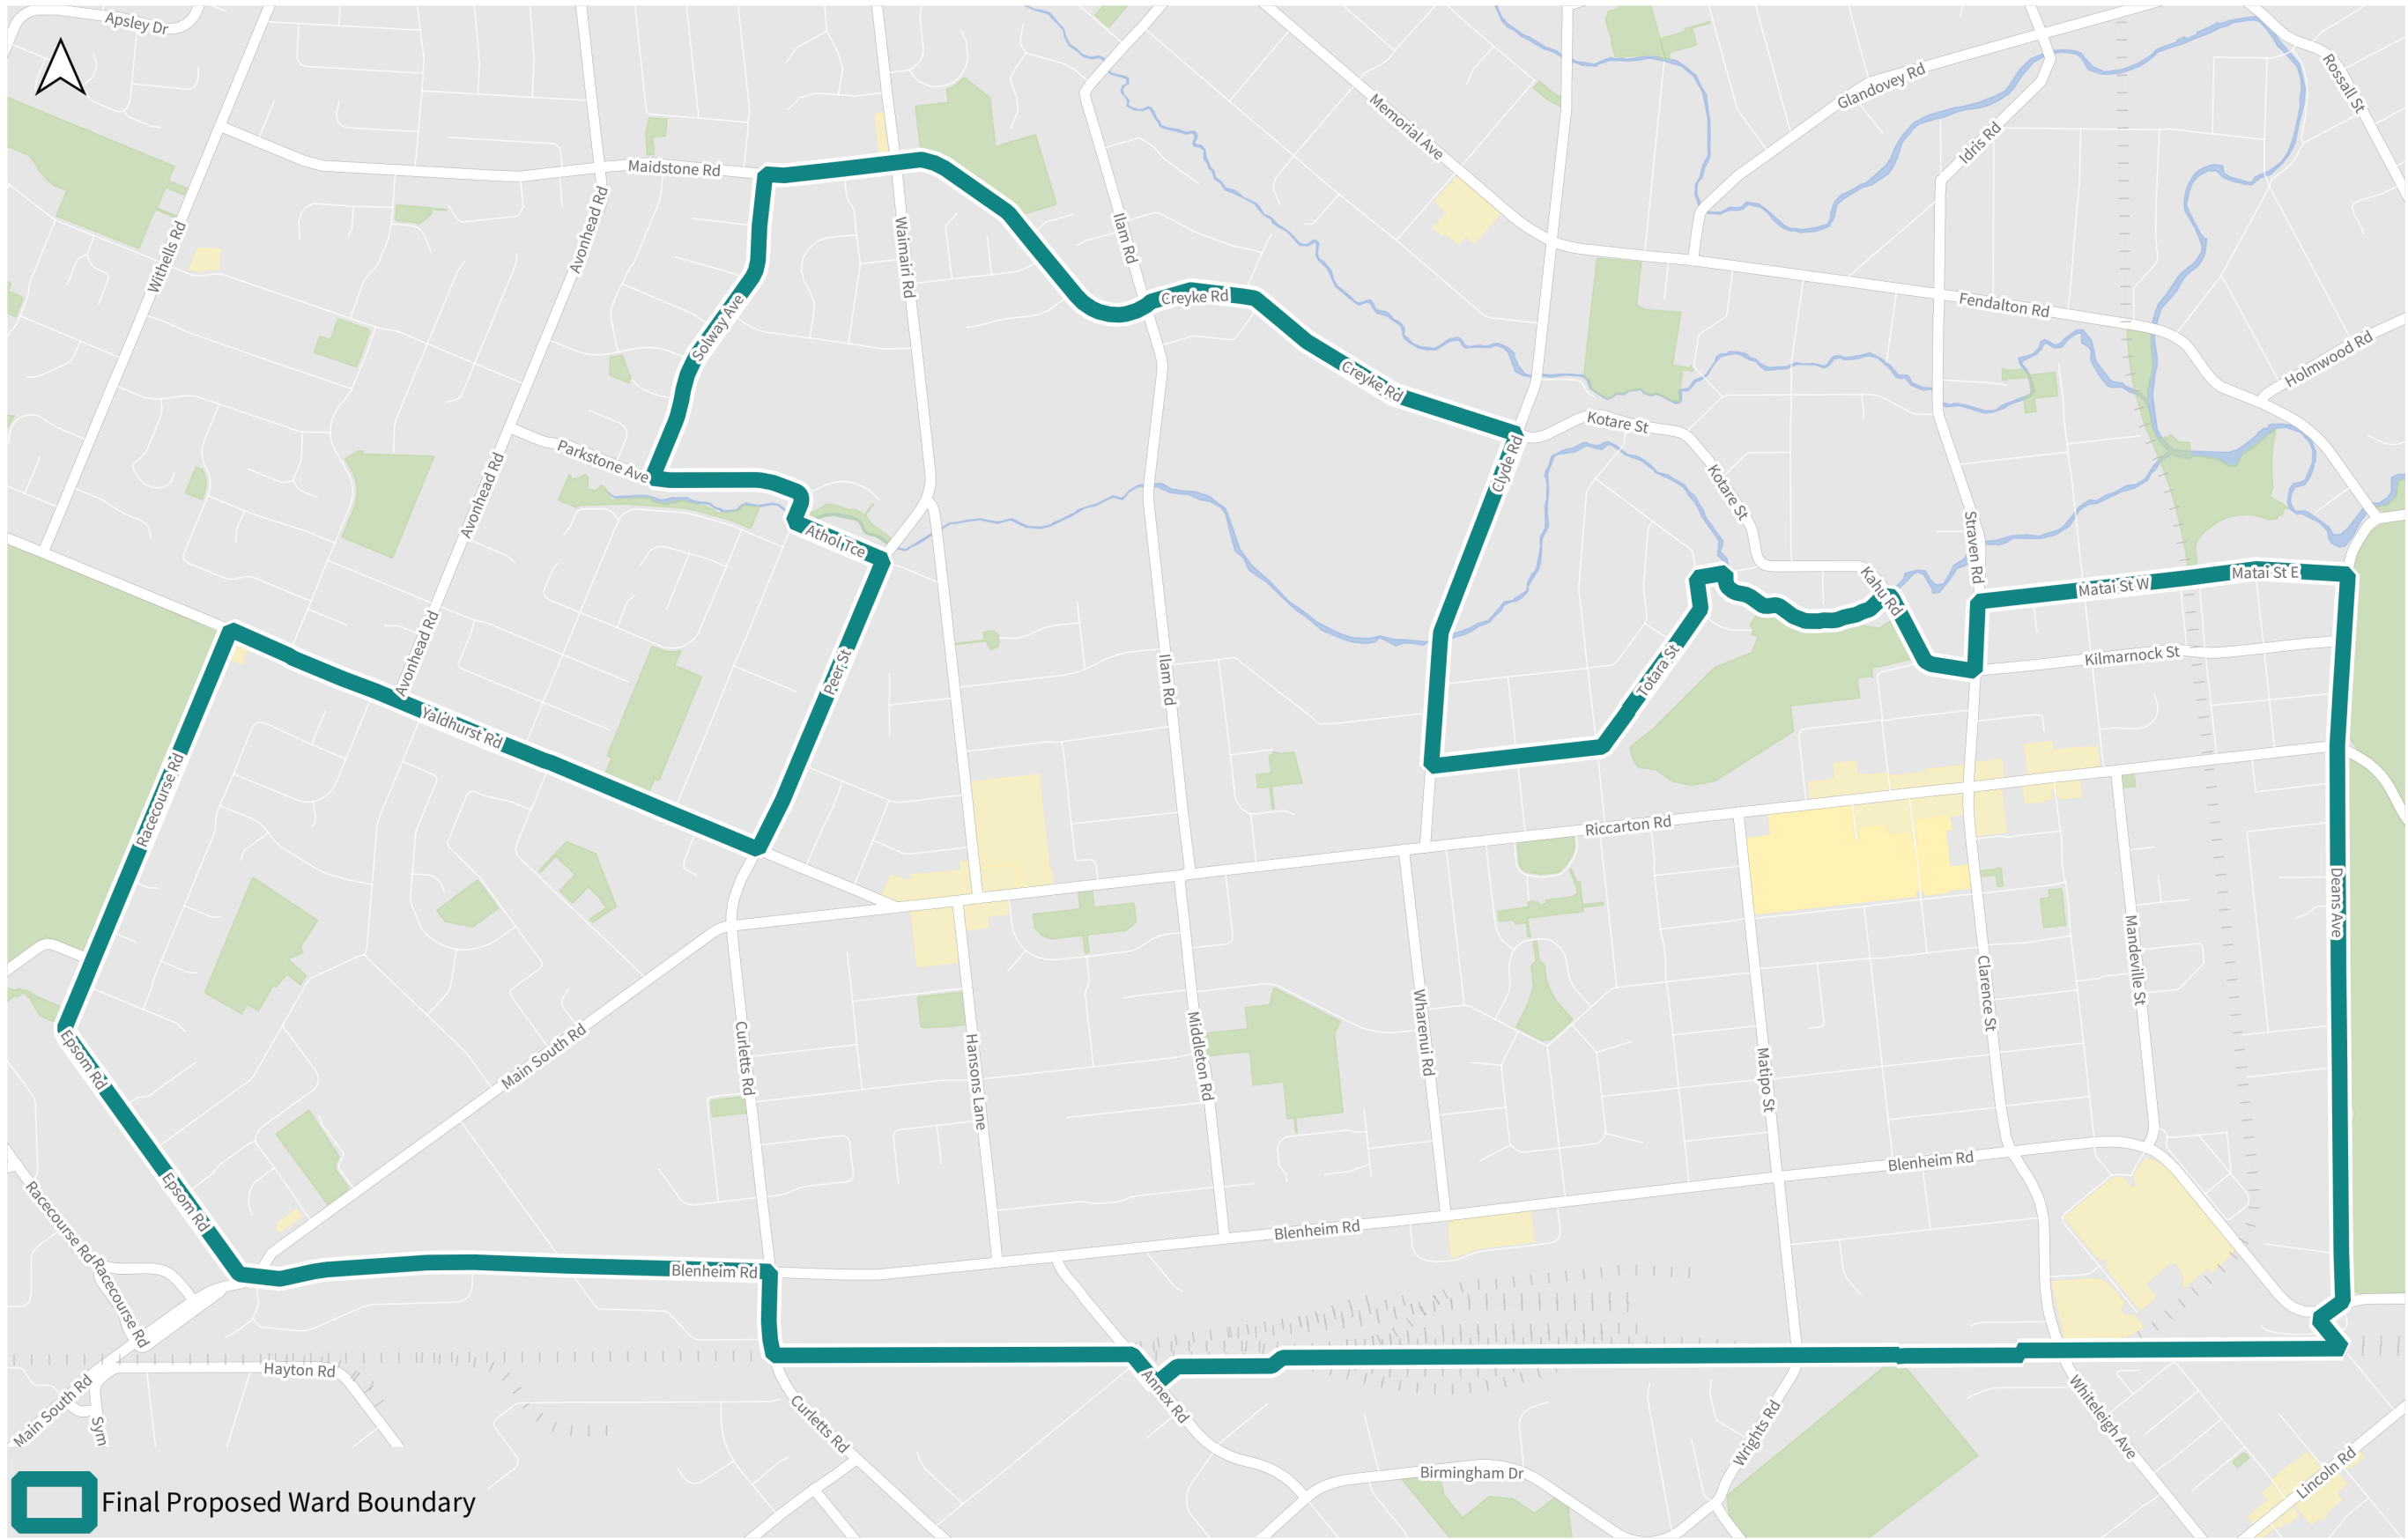 Apsley Dr
Rossall St
Glandovey Rd
Memorial Ave
Idris Rd
Maidstone Rd
Avonhead Rd
Withells Rd
Waimairi Rd
Ilam Rd
Creyke Rd
Fendalton Rd
Solway Ave
Holmwood Rd
Creyke Rd
Kotare St
Parkstone Ave
Clyde Rd
Kotare St
Avonhead Rd
Athol Tce
Straven Rd
Kahu Rd
Matai St W
Matai St E
Avonhead Rd
Peer St
Ilam Rd
Totara St
Kilmarnock St
Yaldhurst Rd
Racecourse Rd
Riccarton Rd
Deans Ave
Mandeville St
Clarence St
Epsom Rd
Main South Rd
Curletts Rd
Hansons Lane
Middleton Rd
Wharenui Rd
Matipo St
Blenheim Rd
Epsom Rd
Racecourse Rd
Blenheim Rd
Blenheim Rd
Racecourse Rd
Hayton Rd
Main South Rd
Sym
Curletts Rd
Annex Rd
Wrights Rd
Whiteleigh Ave
Birmingham Dr
Lincoln Rd
Final Proposed Ward Boundary